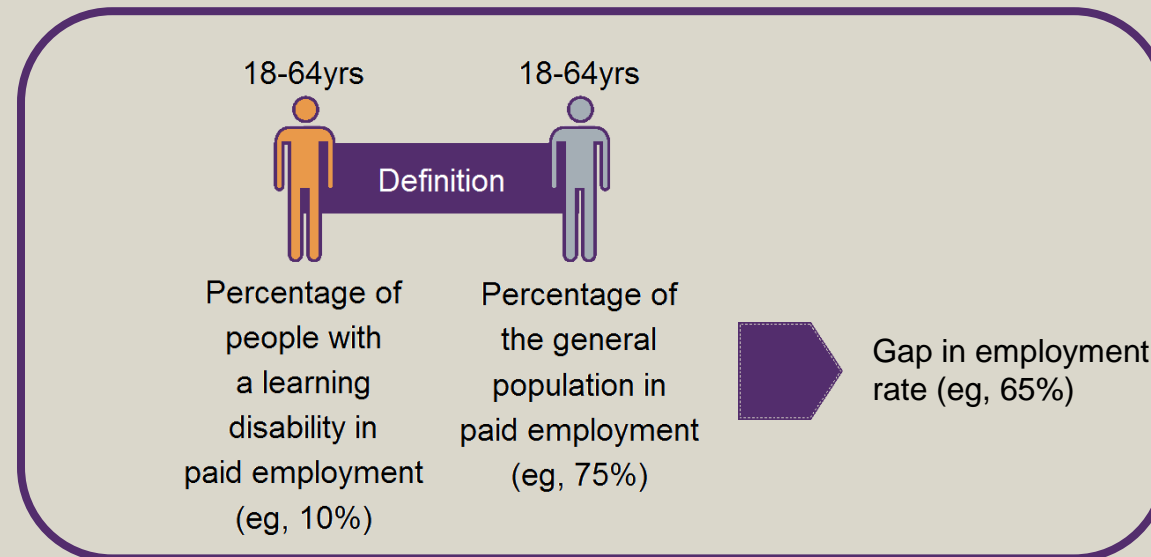 18-64yrs
18-64yrs
Definition
Percentage of
people with
a learning
disability in
paid employment
(eg, 10%)
Percentage of
the general
population in
paid employment
(eg, 75%)
Gap in employment
rate (eg, 65%)